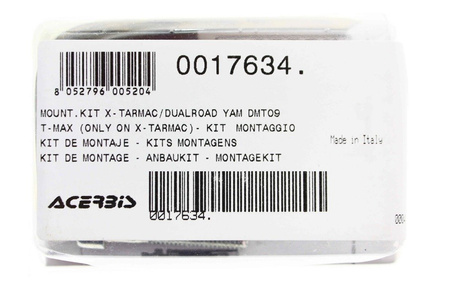 0017634.
8 052796 005204
MOUNT.KIT X-TARMAC/DUALROAD YAM DMT09
T-MAX (ONLY ON X-TARMAC)- KIT MONTAGGIO
KIT DE MONTAJE - KITS MONTAGENS
Made in Italy
KIT DE MONTAGE - ANBAUKIT - MONTAGEKIT
ACERBIS
0017634.